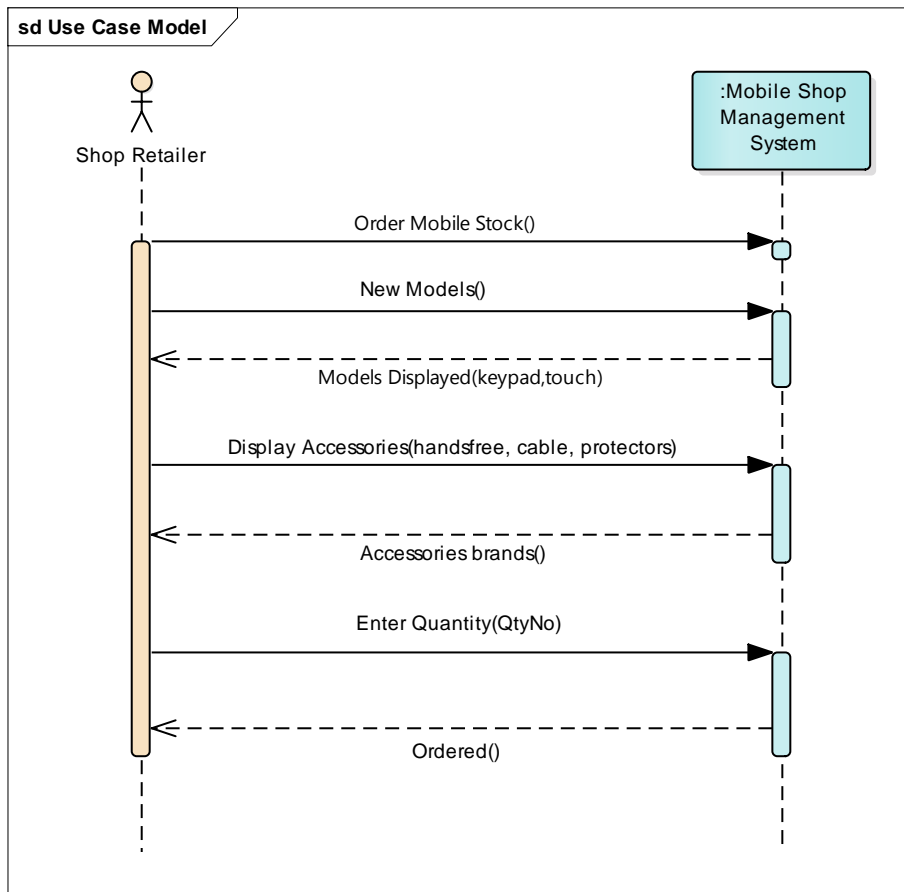 sd Use Case Model
Shop Retailer
:Mobile Shop
Management
System
Order Mobile Stock()
New Models()
Models Displayed(keypad,touch)
Display Accessories(handsfree, cable, protectors)
Accessories brands()
Enter Quantity(QtyNo)
Ordered()